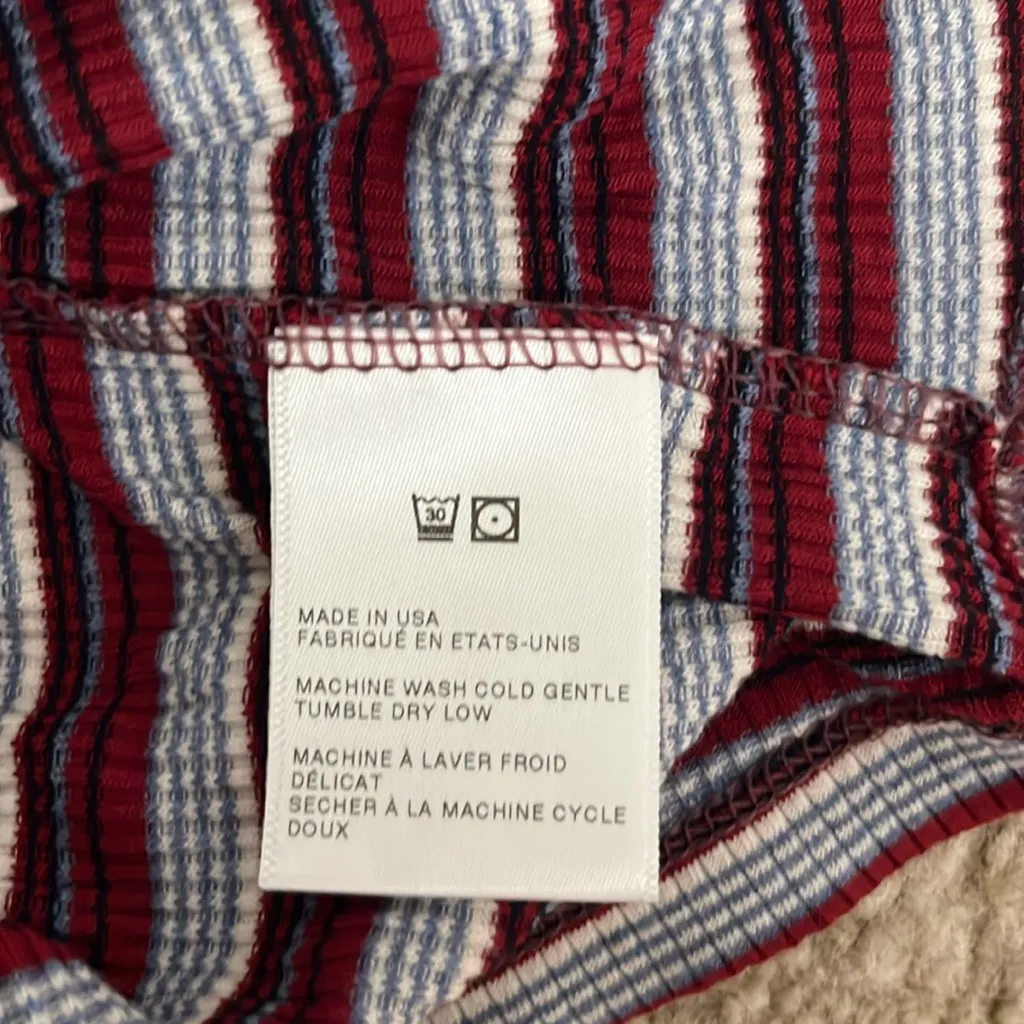 30
MADE IN USA
FABRIQUÉ EN ETATS-UNIS
MACHINE WASH COLD GENTLE
TUMBLE DRY LOW
MACHINE À LAVER FROID
DÉLICAT
SECHER À LA MACHINE CYCLE
DOUX